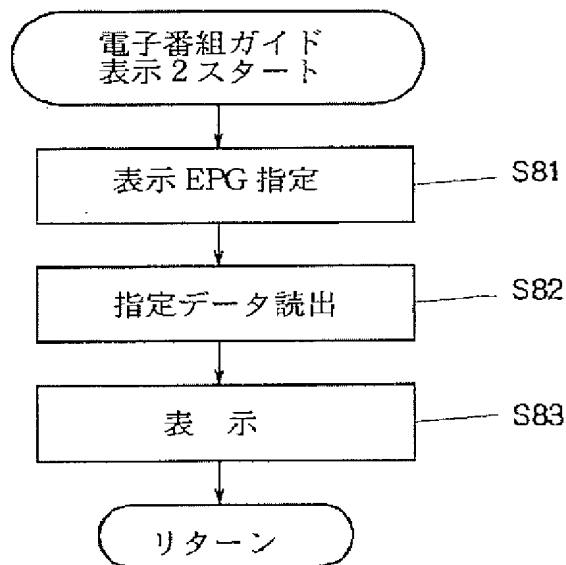 電子番組ガイド
表示2スタート
表示 EPG 指定
S81
指定データ読出
S82
表 示
S83
リターン